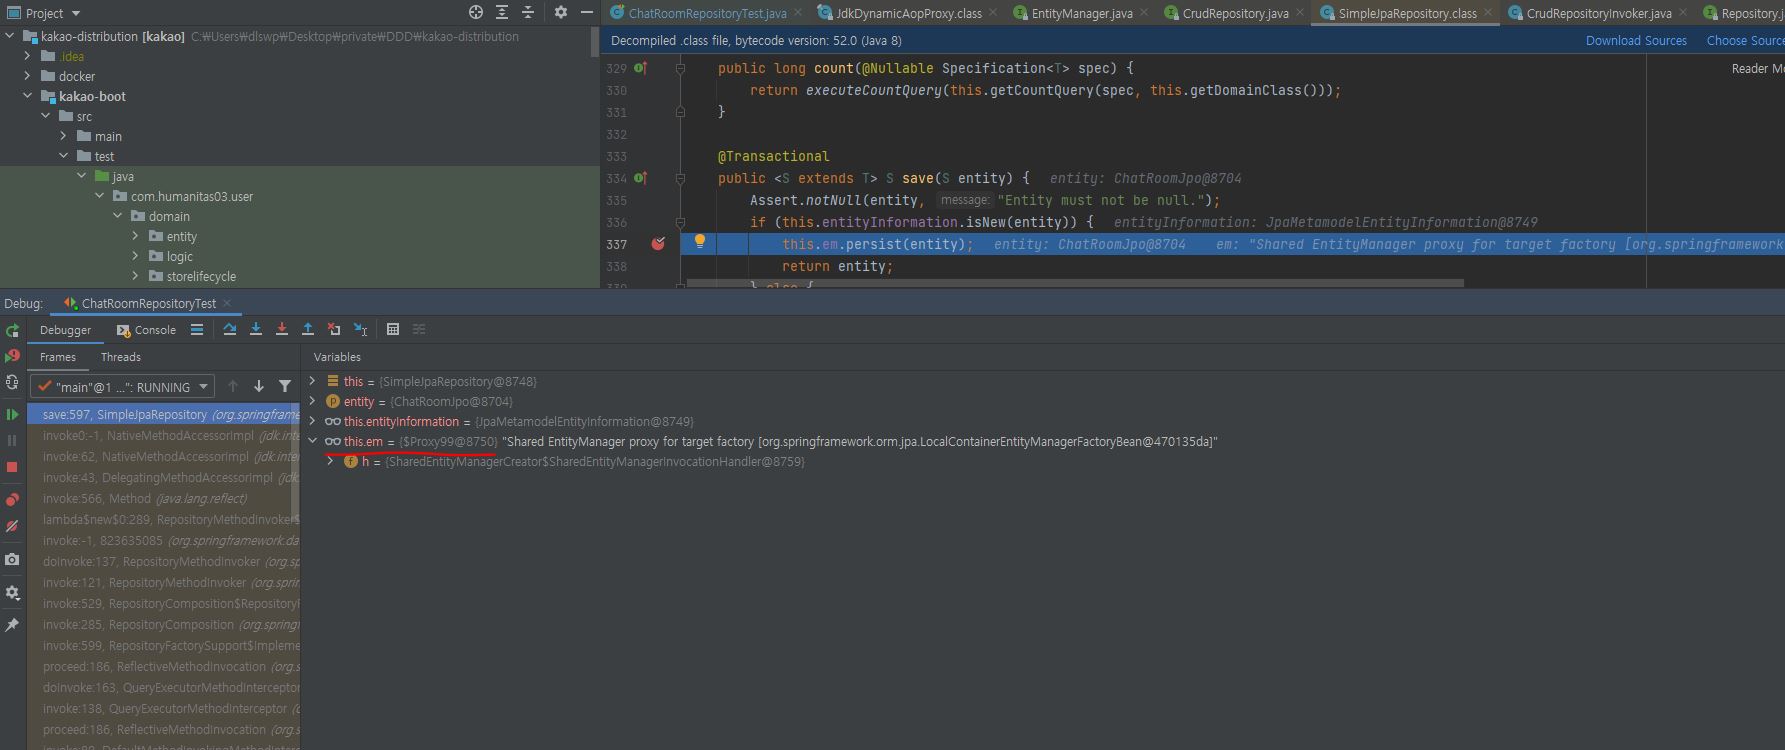 Project
ChatRoomRepositoryTest.java
JdkDynamicAopProxy.class
EntityManager.java
CrudRepository.java
SimpleJpaRepository.class
CrudRepositoryInvoker.java
Repository.j
kakao-distribution [kakao] C:₩Users₩dlswp₩Desktop₩private₩DDD₩kakao-distribution
.idea
docker
kakao-boot
src
main
test
java
com.humanitas03.user
domain
entity
logic
storelifecycle
Decompiled .class file, bytecode version: 52.0 (Java 8)
Download Sources
Choose Source
Reader Mo
329 public long count(@Nullable Specification<T> spec) {
330 return executeCountQuery(this.getCountQuery(spec, this.getDomainClass()));
331 }
332
333 @Transactional
334 public <S extends T> S save(S entity) { entity: ChatRoomJpo@8704
335 Assert.notNull(entity, message: "Entity must not be null.");
336 if (this.entityInformation.isNew(entity)) { entityInformation: JpaMetamodelEntityInformation@8749
337 this.em.persist(entity); entity: ChatRoomJpo@8704 em: "Shared EntityManager proxy for target factory [org.springframework
338 return entity;
339 } else {
Debug: ChatRoomRepositoryTest
Debugger Console
Frames Threads
Variables
"main"@1 ...": RUNNING
save:597, SimpleJpaRepository (org.springframe
invoke0:-1, NativeMethodAccessorImpl (jdk.inte
invoke:62, NativeMethodAccessorImpl (jdk.inter
invoke:43, DelegatingMethodAccessorImpl (jdk.
invoke:566, Method (java.lang.reflect)
lambda$new$0:289, RepositoryMethodInvoker$
invoke:-1, 823635085 (org.springframework.da
doInvoke:137, RepositoryMethodInvoker (org.sp
invoke:121, RepositoryMethodInvoker (org.sprin
invoke:529, RepositoryComposition$RepositoryF
invoke:285, RepositoryComposition (org.springf
invoke:599, RepositoryFactorySupport$Impleme
proceed:186, ReflectiveMethodInvocation (org.s
doInvoke:163, QueryExecutorMethodInterceptor
invoke:138, QueryExecutorMethodInterceptor (o
proceed:186, ReflectiveMethodInvocation (org.s
invoke:80, DefaultMethodInvokingMethodInterc
this = {SimpleJpaRepository@8748}
entity = {ChatRoomJpo@8704}
this.entityInformation = {JpaMetamodelEntityInformation@8749}
this.em = {$Proxy99@8750} "Shared EntityManager proxy for target factory [org.springframework.orm.jpa.LocalContainerEntityManagerFactoryBean@470135da]"
h = {SharedEntityManagerCreator$SharedEntityManagerInvocationHandler@8759}